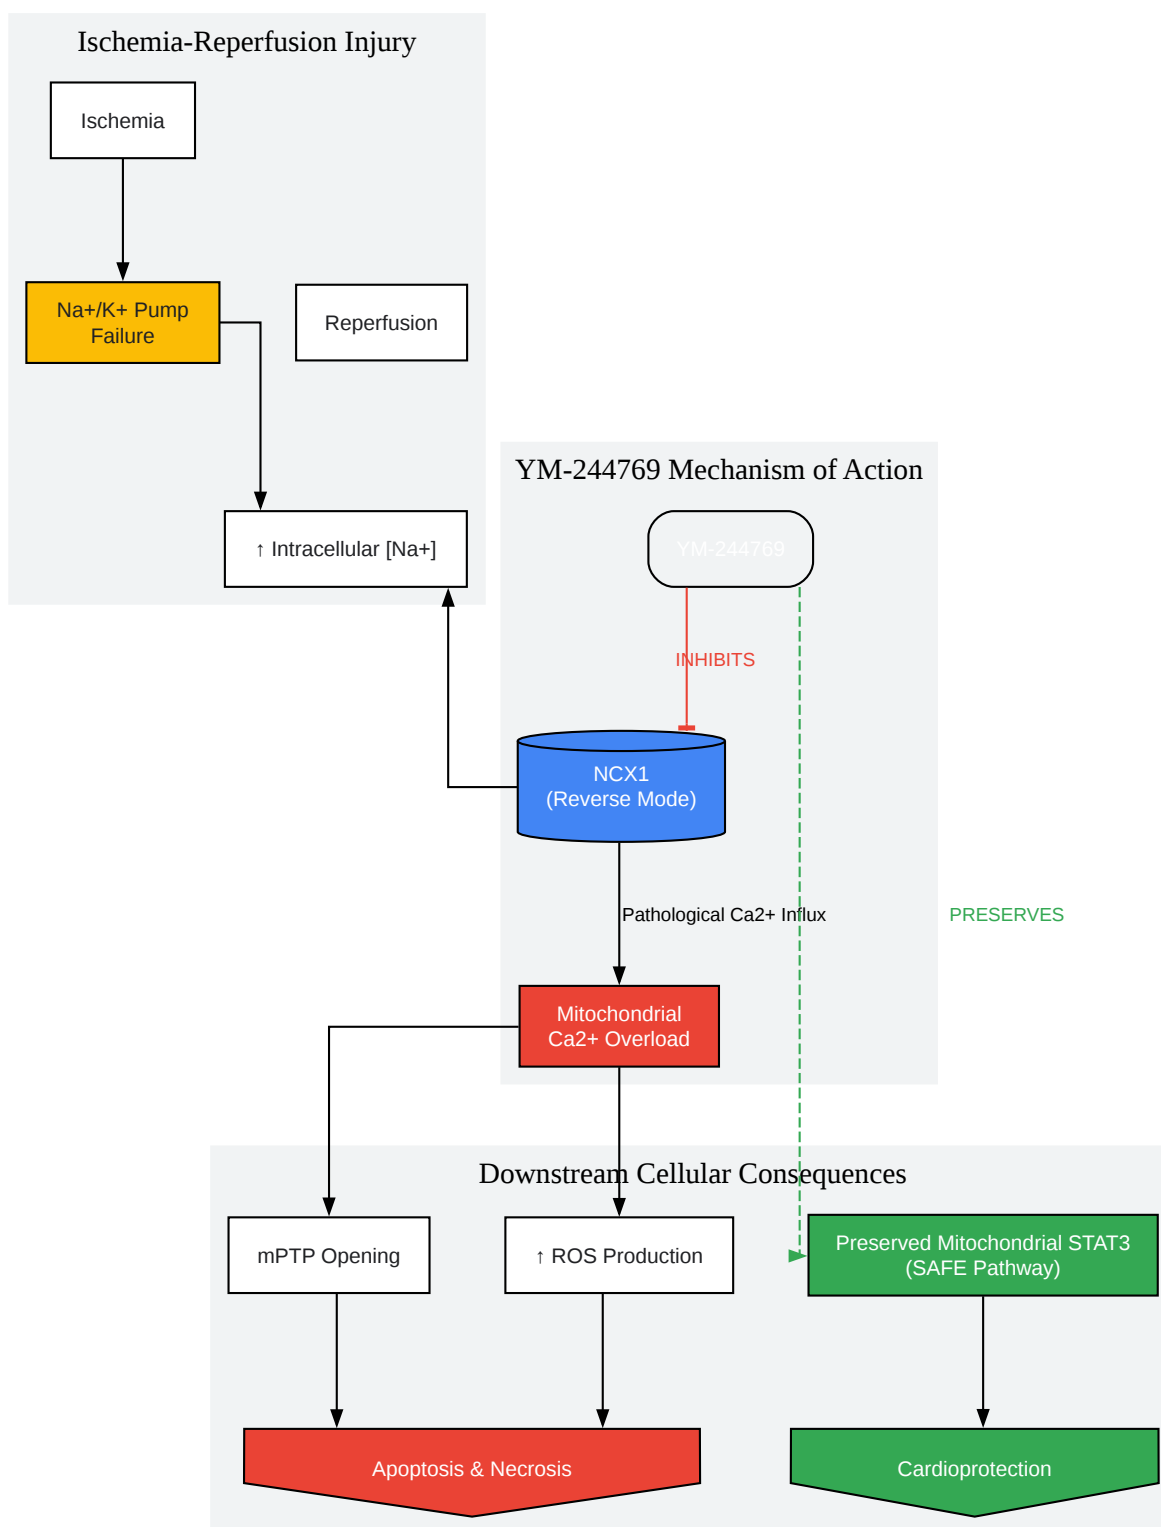 Ischemia-Reperfusion Injury
Ischemia
Na+/K+ Pump
Failure
Reperfusion
↑ Intracellular [Na+]
YM-244769 Mechanism of Action
YM-244769
INHIBITS
NCX1
(Reverse Mode)
Pathological Ca2+ Influx
PRESERVES
Mitochondrial
Ca2+ Overload
Downstream Cellular Consequences
mPTP Opening
↑ ROS Production
Preserved Mitochondrial STAT3
(SAFE Pathway)
Apoptosis & Necrosis
Cardioprotection